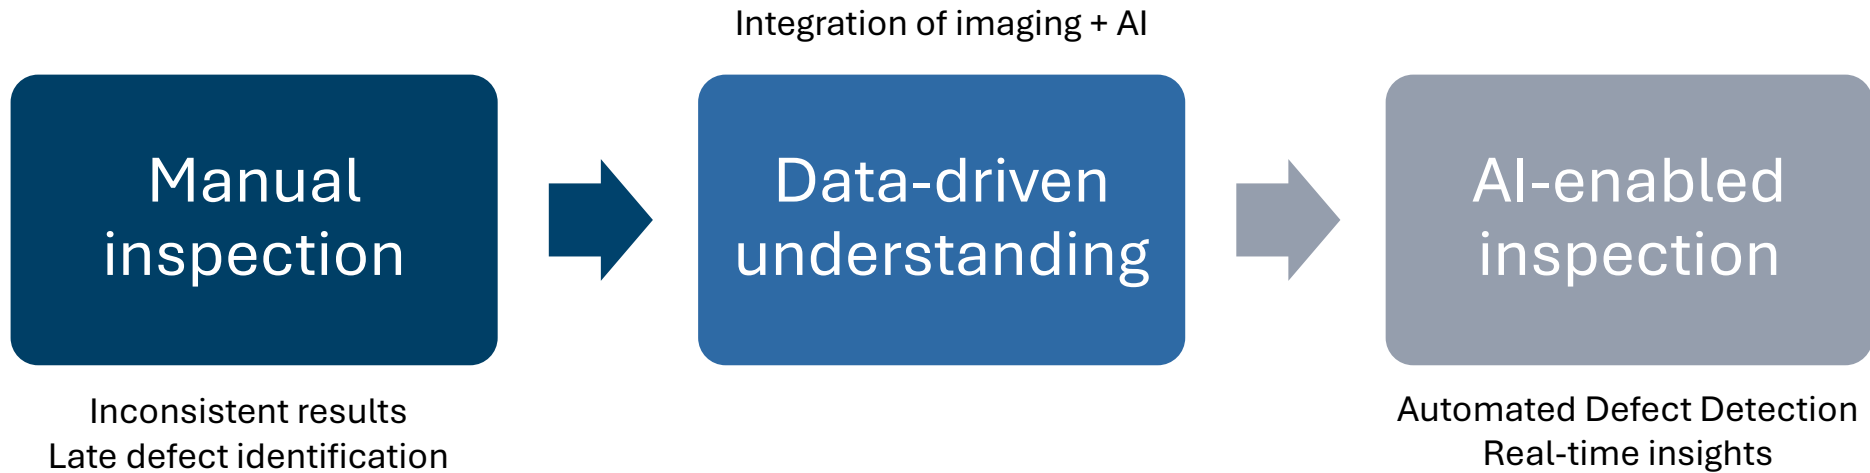 Integration of imaging + AI
Manual
inspection
Data-driven
understanding
AI-enabled
inspection
Inconsistent results
Late defect identification
Automated Defect Detection
Real-time insights